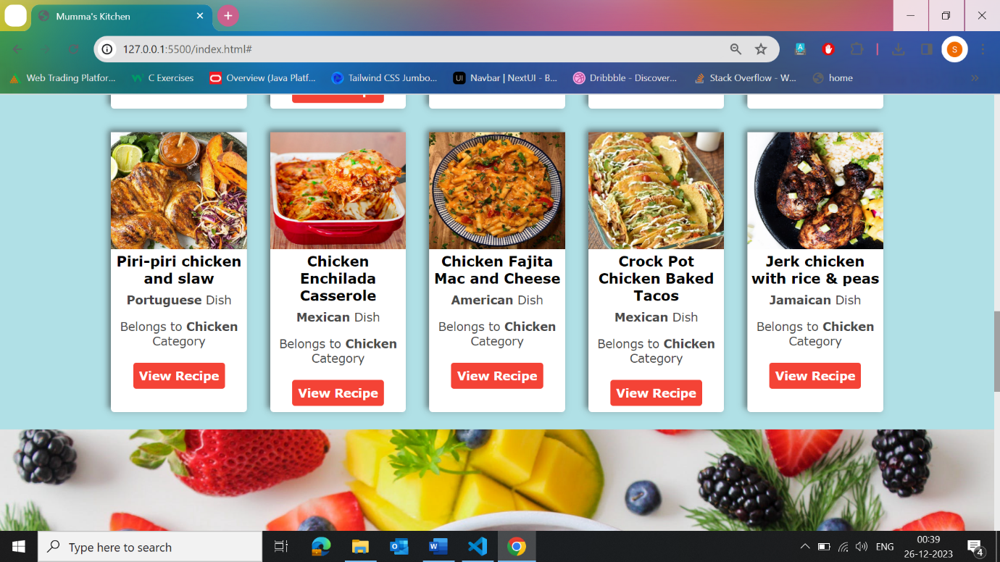 Mumma's Kitchen
127.0.0.1:5500/index.html#
A
S
Web Trading Platfor...
C Exercises
Overview (Java Platf...
Tailwind CSS Jumbo...
UI
Navbar | NextUI - B...
Dribbble - Discover...
Stack Overflow - W...
home
»
Piri-piri chicken
and slaw
Portuguese Dish
Belongs to Chicken
Category
View Recipe
Chicken
Enchilada
Casserole
Mexican Dish
Belongs to Chicken
Category
View Recipe
Chicken Fajita
Mac and Cheese
American Dish
Belongs to Chicken
Category
View Recipe
Crock Pot
Chicken Baked
Tacos
Mexican Dish
Belongs to Chicken
Category
View Recipe
Jerk chicken
with rice & peas
Jamaican Dish
Belongs to Chicken
Category
View Recipe
Type here to search
ENG
00:39
26-12-2023
4